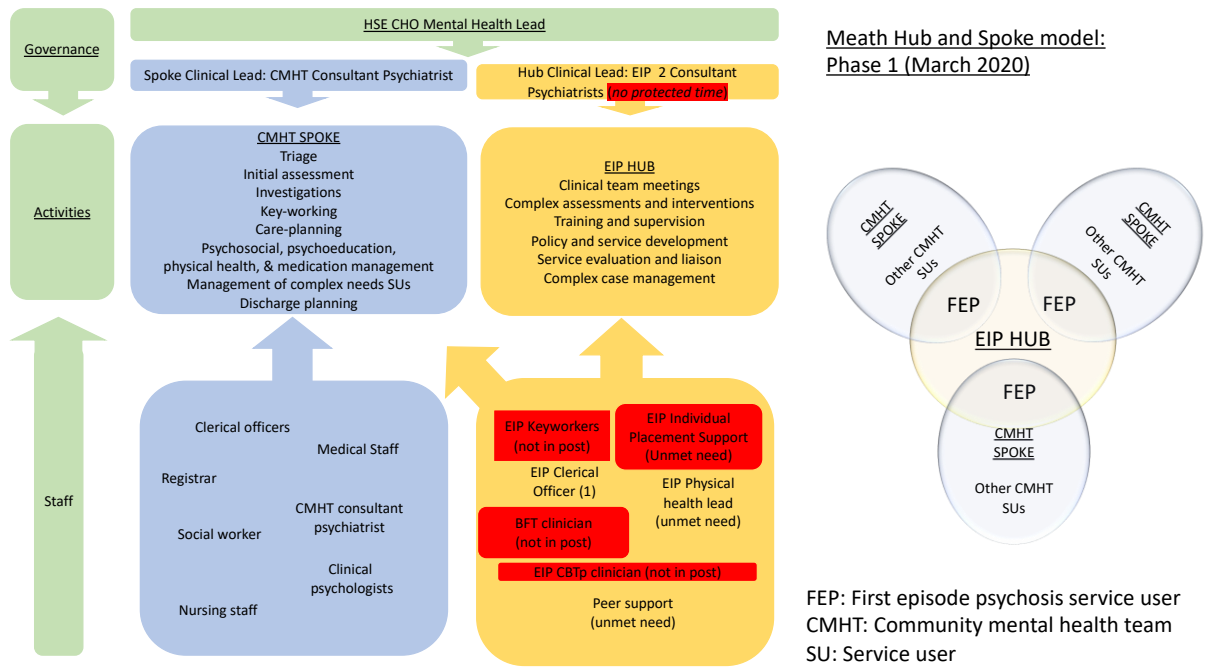 HSE CHO Mental Health Lead
Governance
Spoke Clinical Lead: CMHT Consultant Psychiatrist
Hub Clinical Lead: EIP  2 Consultant
Psychiatrists (no protected time)
Meath Hub and Spoke model:
Phase 1 (March 2020)
Activities
CMHT SPOKE
Triage
Initial assessment
Investigations
Key-working
Care-planning
Psychosocial, psychoeducation,
physical health, & medication management
Management of complex needs SUs
Discharge planning
EIP HUB
Clinical team meetings
Complex assessments and interventions
Training and supervision
Policy and service development
Service evaluation and liaison
Complex case management
Staff
Clerical officers
Medical Staff
Registrar
CMHT consultant
psychiatrist
Social worker
Clinical
psychologists
Nursing staff
EIP Keyworkers
(not in post)
EIP Individual
Placement Support
(Unmet need)
EIP Clerical
Officer (1)
EIP Physical
health lead
(unmet need)
BFT clinician
(not in post)
EIP CBTp clinician (not in post)
Peer support
(unmet need)
CMHT
SPOKE
Other CMHT
SUs
CMHT
SPOKE
Other CMHT
SUs
FEP
FEP
EIP HUB
FEP
CMHT
SPOKE
Other CMHT
SUs
FEP: First episode psychosis service user
CMHT: Community mental health team
SU: Service user